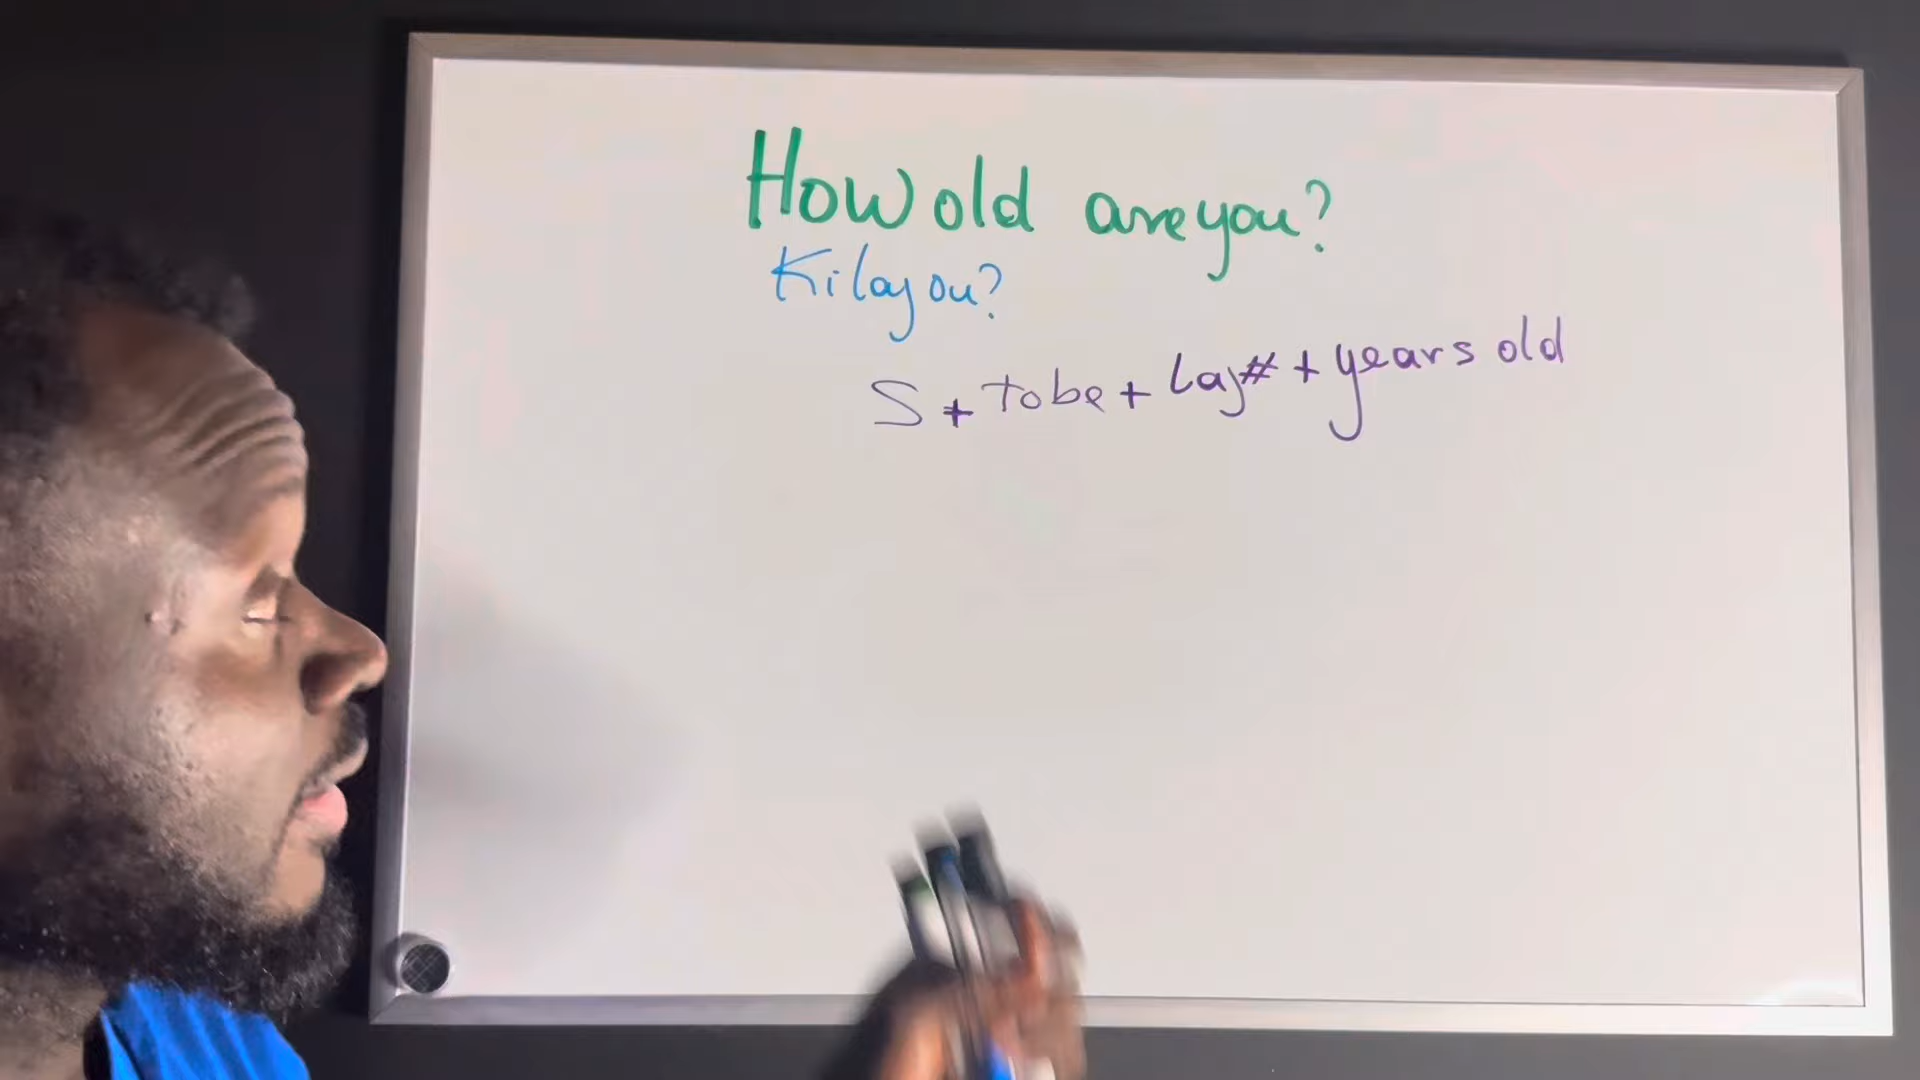 How old are you?
Ki laj ou?
S + to be + laj # + years old